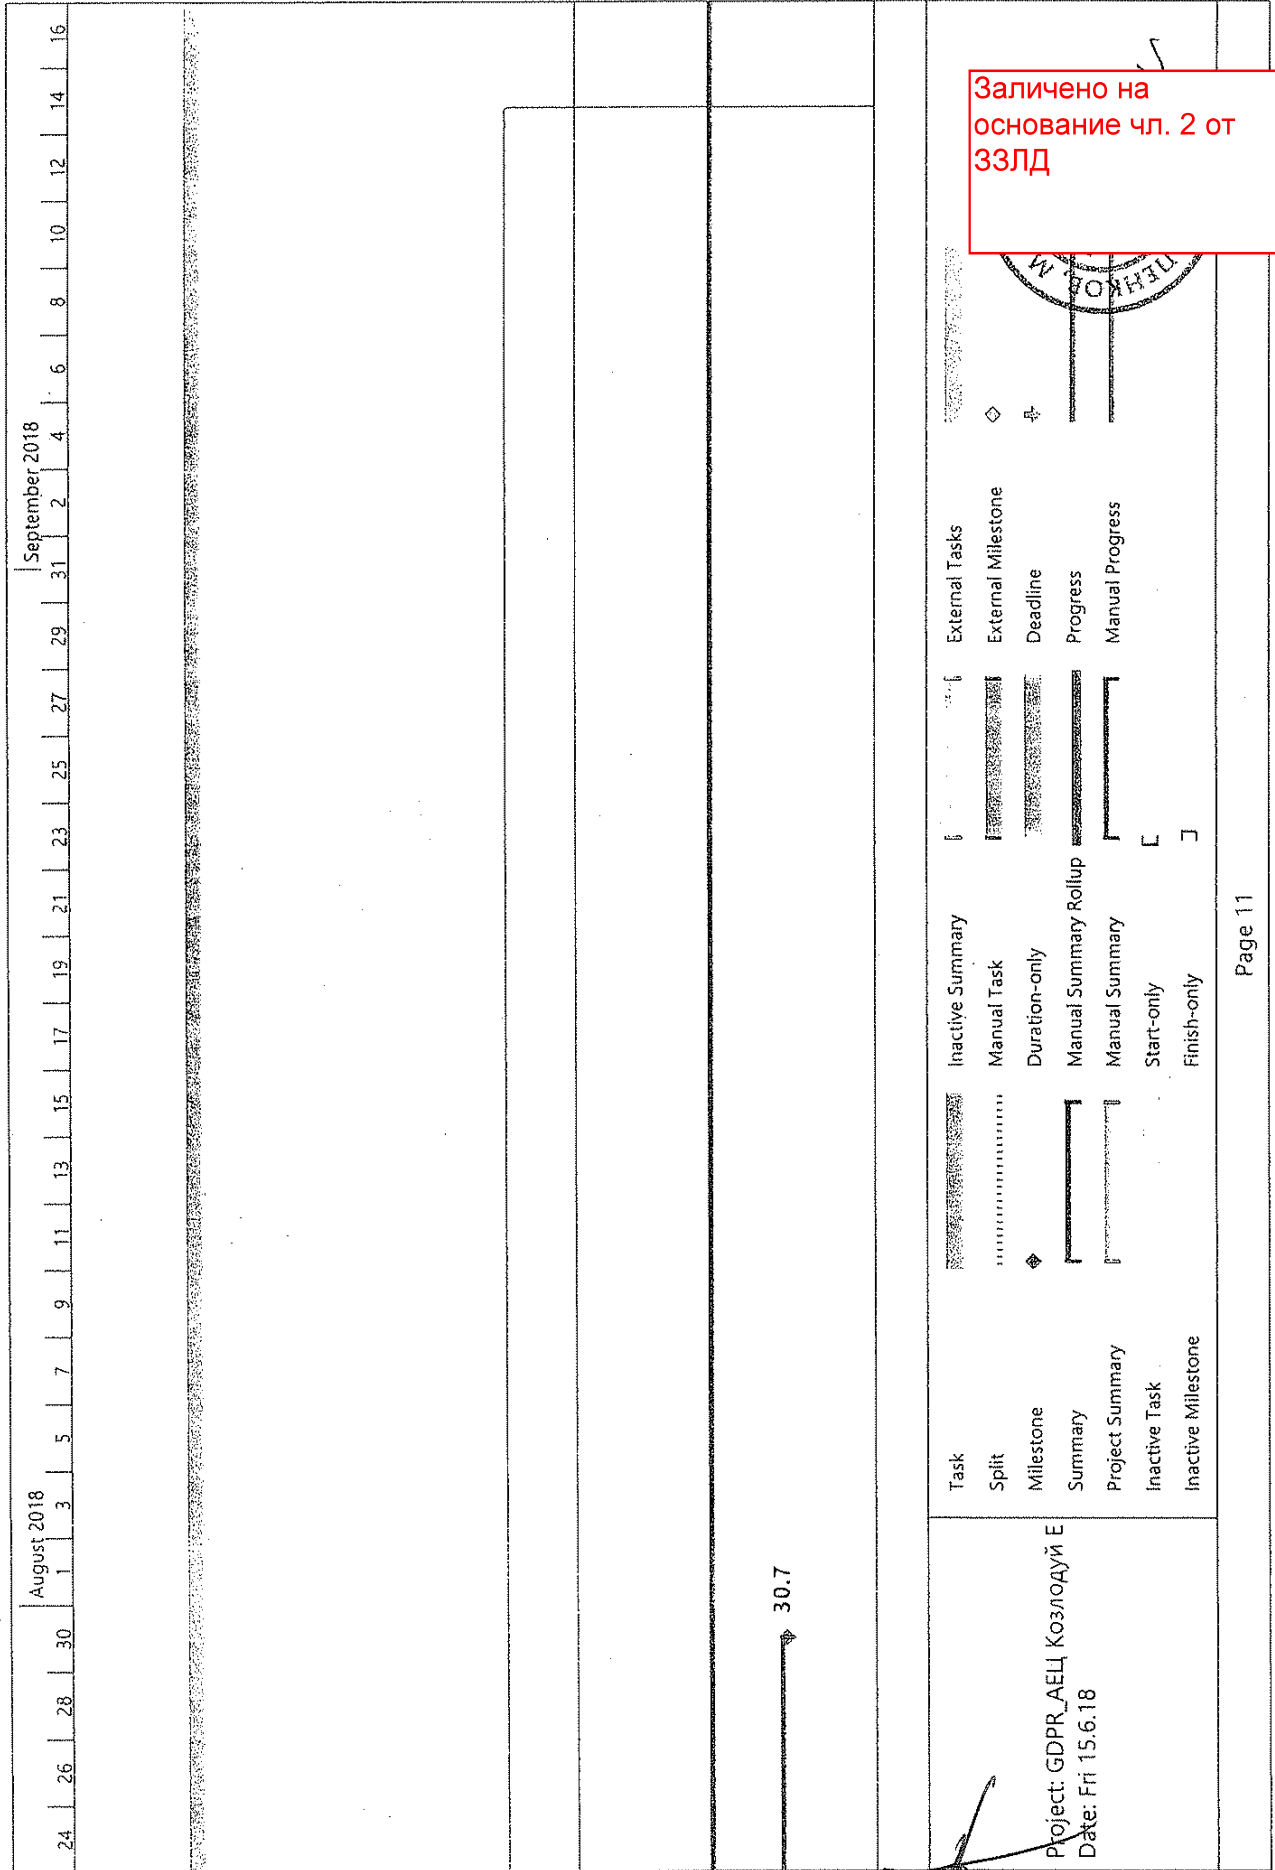 August 2018 September 2018
24 26 28 30 1 3 5 7 9 11 13 15 17 19 21 23 25 27 29 31 2 4 6 8 10 12 14 16
30.7
Project: GDPR_АЕЦ Козлодуй Е
Date: Fri 15.6.18
Task
Split
Milestone
Summary
Project Summary
Inactive Task
Inactive Milestone
Inactive Summary
Manual Task
Duration-only
Manual Summary Rollup
Manual Summary
Start-only
Finish-only
External Tasks
External Milestone
Deadline
Progress
Manual Progress
Заличено на
основание чл. 2 от
ЗЗЛД
Page 11